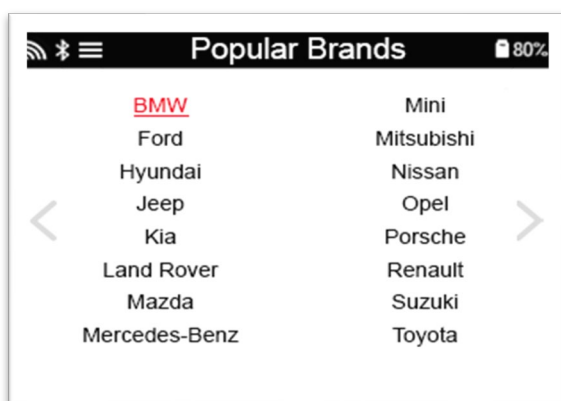 Popular Brands
80%
BMW
Ford
Hyundai
Jeep
Kia
Land Rover
Mazda
Mercedes-Benz
Mini
Mitsubishi
Nissan
Opel
Porsche
Renault
Suzuki
Toyota